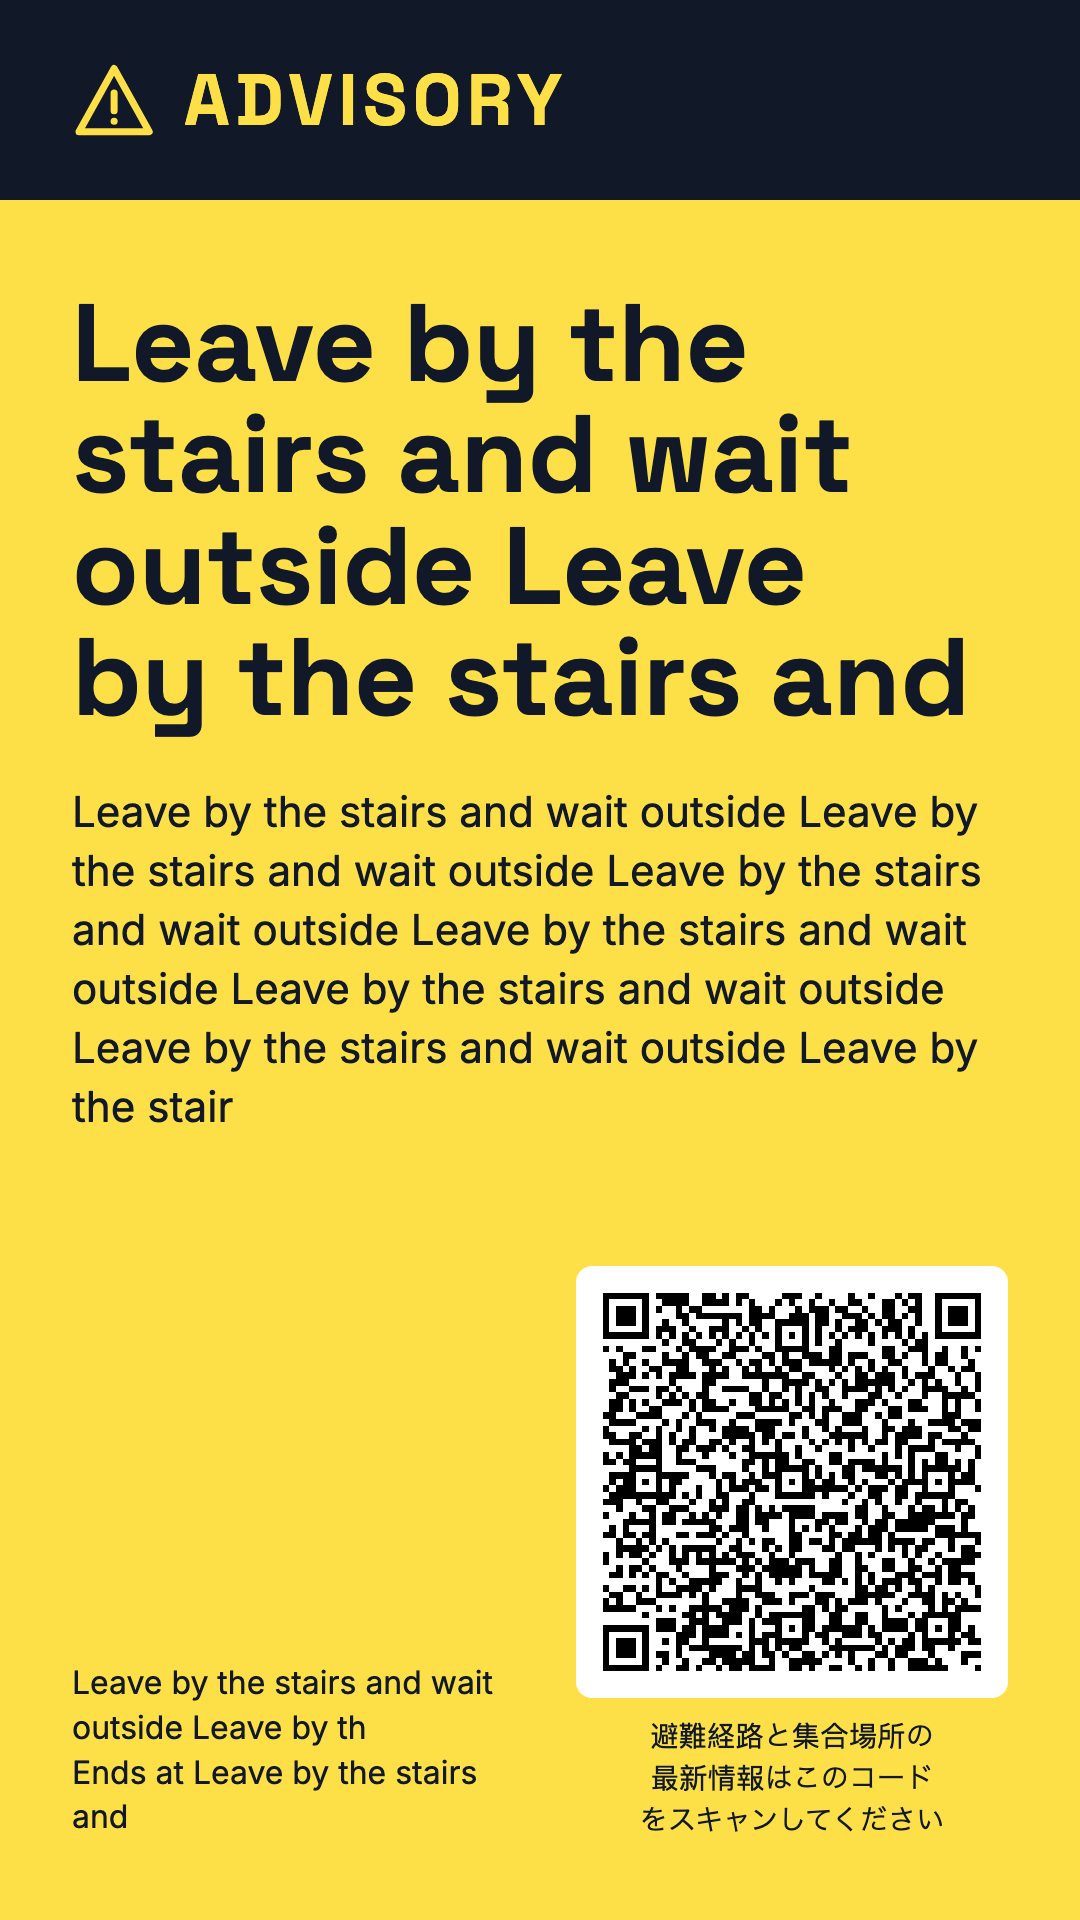 ADVISORY
Leave by the
stairs and wait
outside Leave
by the stairs and
Leave by the stairs and wait outside Leave by
the stairs and wait outside Leave by the stairs
and wait outside Leave by the stairs and wait
outside Leave by the stairs and wait outside
Leave by the stairs and wait outside Leave by
the stair
Leave by the stairs and wait
outside Leave by th
Ends at Leave by the stairs
and
避難経路と集合場所の
最新情報はこのコード
をスキャンしてください